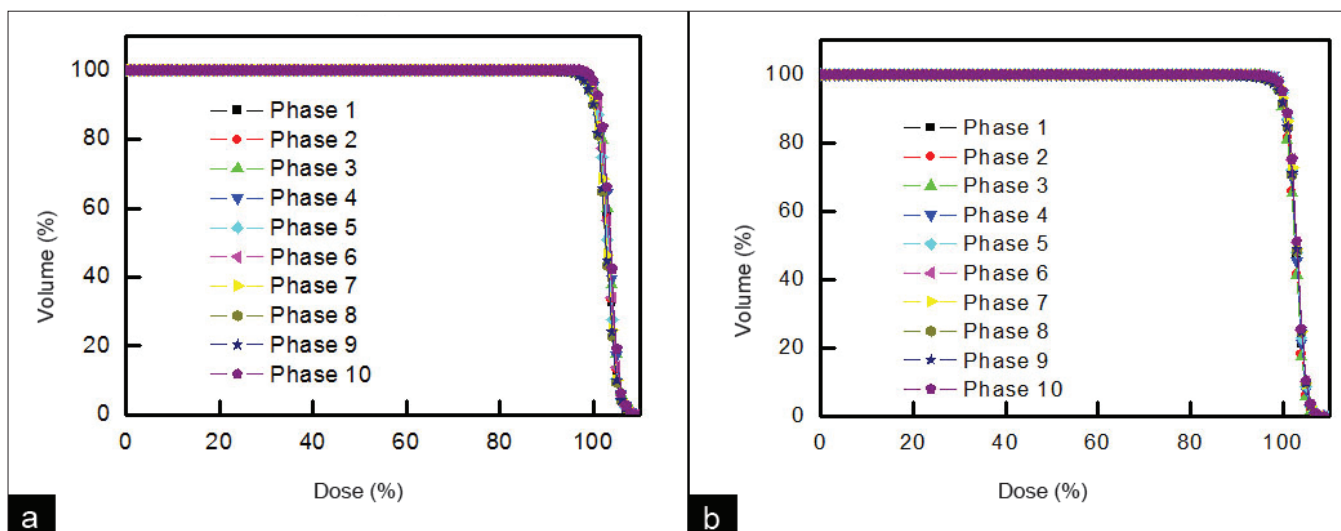 100
80
60
40
20
0
Volume (%)
Phase 1
Phase 2
Phase 3
Phase 4
Phase 5
Phase 6
Phase 7
Phase 8
Phase 9
Phase 10
0 20 40 60 80 100
Dose (%)
a
100
80
60
40
20
0
Volume (%)
Phase 1
Phase 2
Phase 3
Phase 4
Phase 5
Phase 6
Phase 7
Phase 8
Phase 9
Phase 10
0 20 40 60 80 100
Dose (%)
b